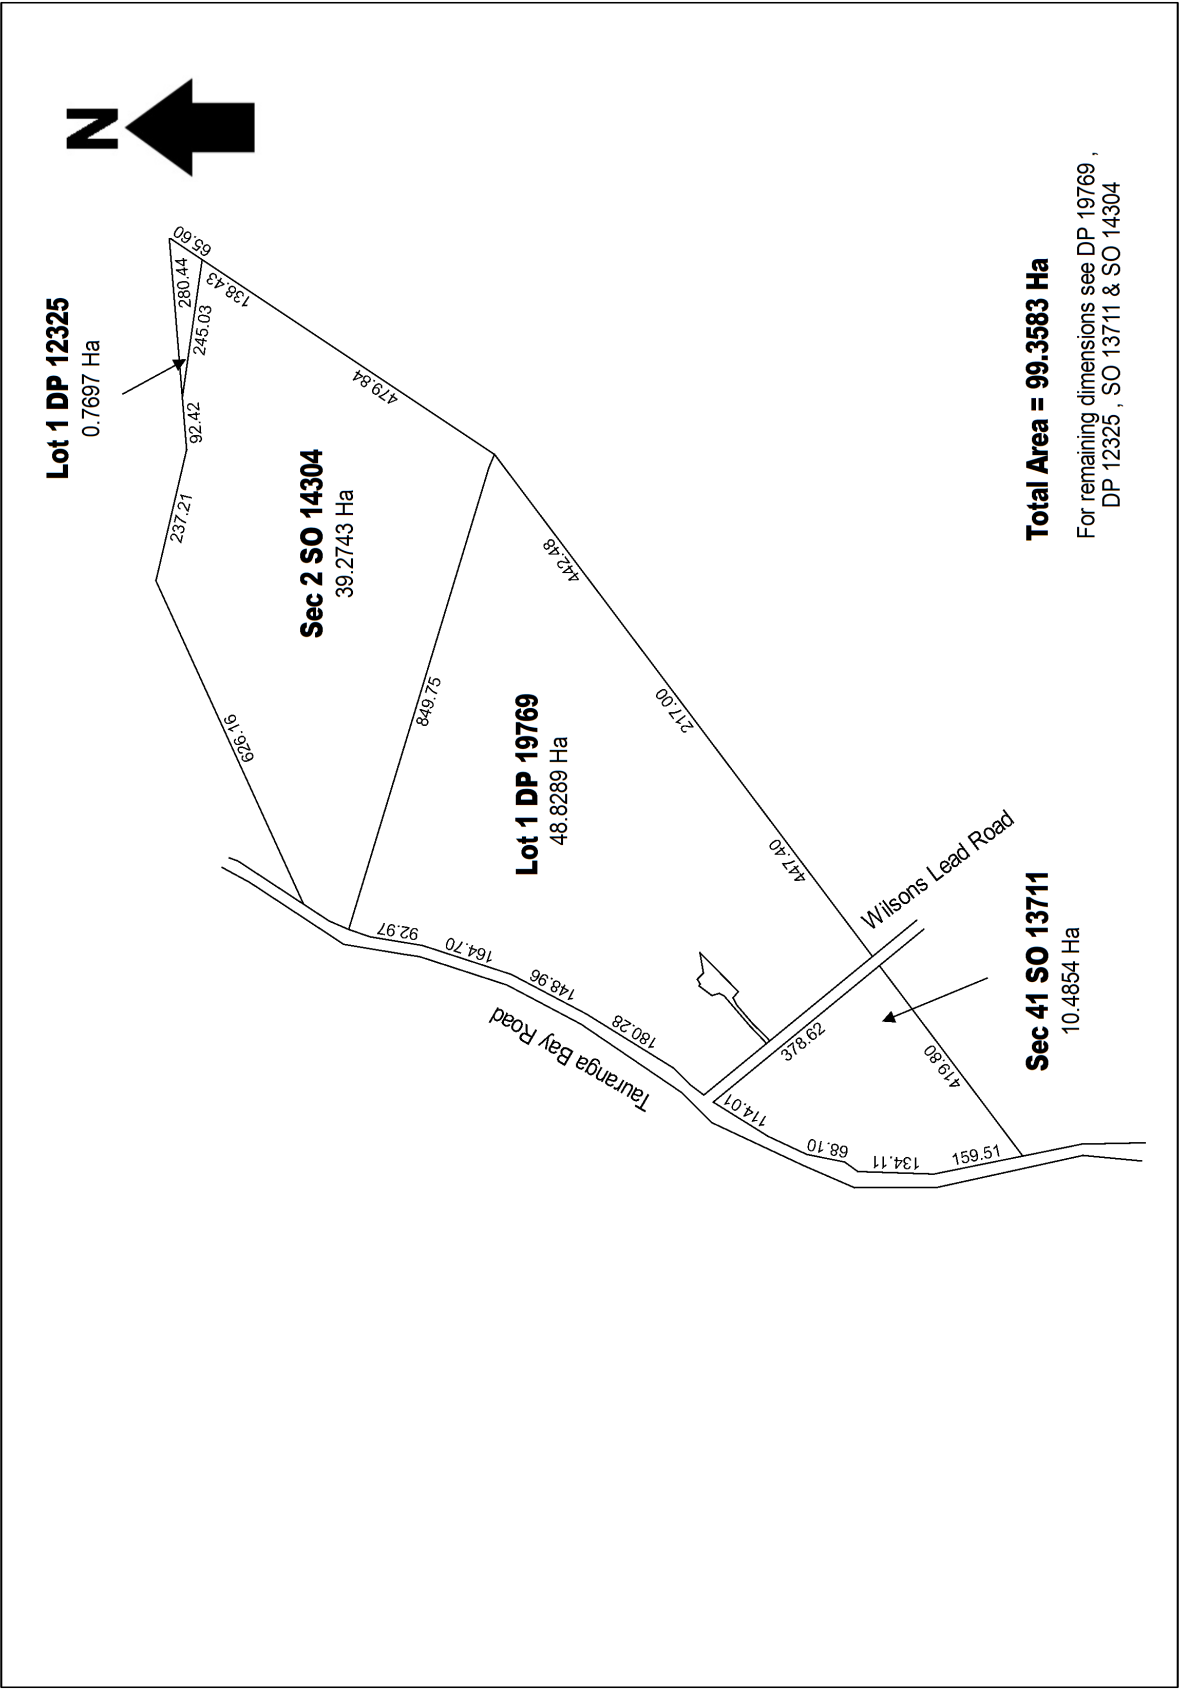 N
Lot 1 DP 12325
0.7697 Ha
65.60
280.44
245.03
138.43
92.42
479.84
237.21
Sec 2 SO 14304
39.2743 Ha
626.16
849.75
442.48
217.00
Lot 1 DP 19769
48.8289 Ha
447.40
92.97
164.70
148.96
180.28
Tauranga Bay Road
Wilsons Lead Road
378.62
114.01
68.10
134.11
159.51
419.80
Sec 41 SO 13711
10.4854 Ha
Total Area = 99.3583 Ha
For remaining dimensions see DP 19769 ,
DP 12325 , SO 13711 & SO 14304